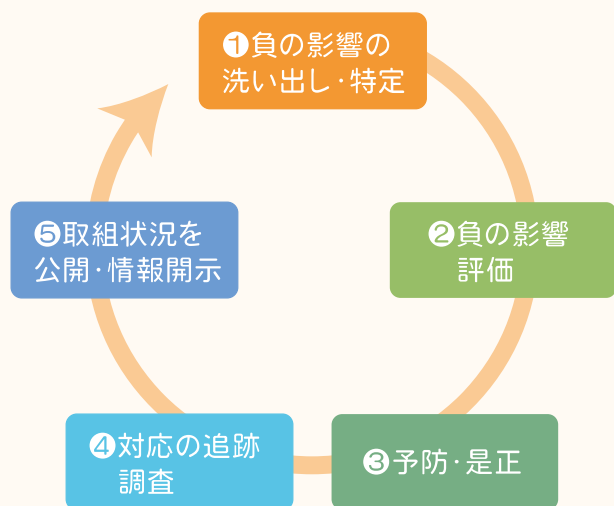 ❶負の影響の
洗い出し・特定
❷負の影響
評価
❸予防・是正
❹対応の追跡
調査
❺取組状況を
公開・情報開示